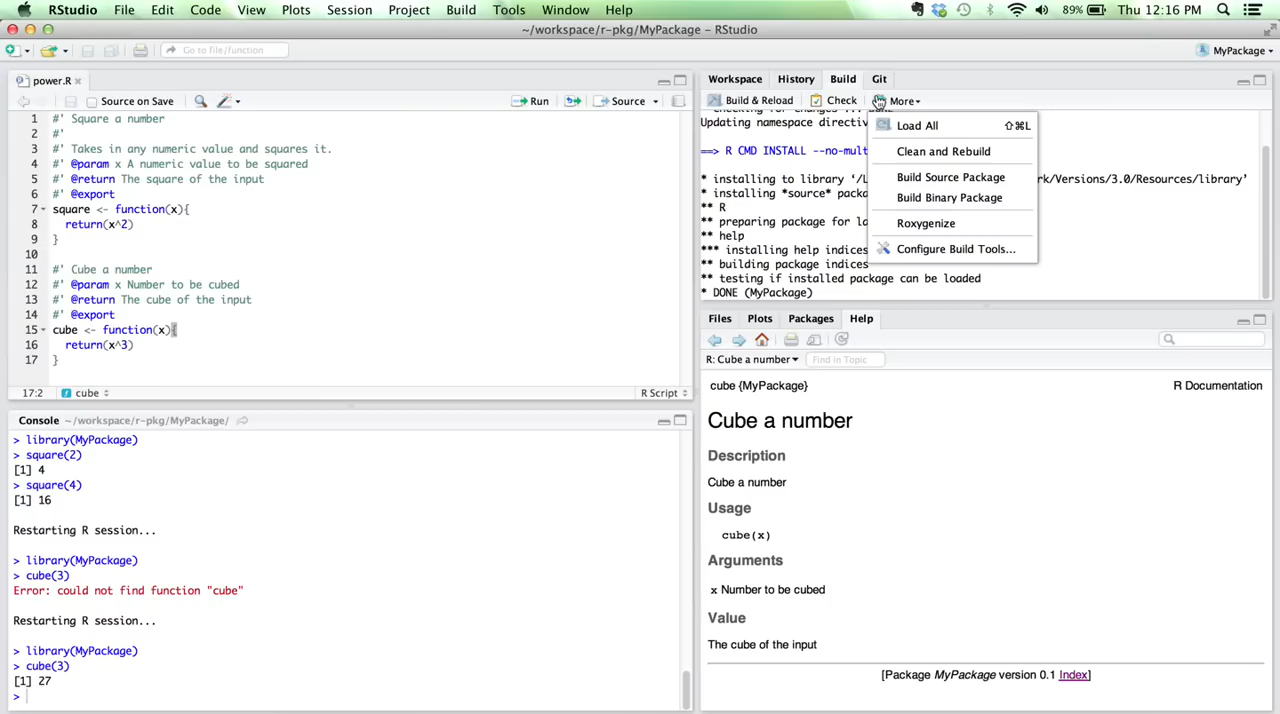 RStudio File Edit Code View Plots Session Project Build Tools Window Help 89% Thu 12:16 PM
~/workspace/r-pkg/MyPackage - RStudio
Go to file/function MyPackage
power.R
Source on Save Run Source
1 #' Square a number
2 #'
3 #' Takes in any numeric value and squares it.
4 #' @param x A numeric value to be squared
5 #' @return The square of the input
6 #' @export
7 square <- function(x){
8 return(x^2)
9 }
10
11 #' Cube a number
12 #' @param x Number to be cubed
13 #' @return The cube of the input
14 #' @export
15 cube <- function(x){
16 return(x^3)
17 }
17:2 cube R Script
Console ~/workspace/r-pkg/MyPackage/
> library(MyPackage)
> square(2)
[1] 4
> square(4)
[1] 16
Restarting R session...
> library(MyPackage)
> cube(3)
Error: could not find function "cube"
Restarting R session...
> library(MyPackage)
> cube(3)
[1] 27
>
Workspace History Build Git
Build & Reload Check More
Updating namespace directiv
==> R CMD INSTALL --no-mult
* installing to library ‘/L rk/Versions/3.0/Resources/library’
* installing *source* packa
** R
** preparing package for la
** help
*** installing help indices
** building package indices
** testing if installed package can be loaded
* DONE (MyPackage)
Load All ⇧⌘L
Clean and Rebuild
Build Source Package
Build Binary Package
Roxygenize
Configure Build Tools...
Files Plots Packages Help
R: Cube a number Find in Topic
cube {MyPackage} R Documentation
Cube a number
Description
Cube a number
Usage
cube(x)
Arguments
x Number to be cubed
Value
The cube of the input
[Package MyPackage version 0.1 Index]